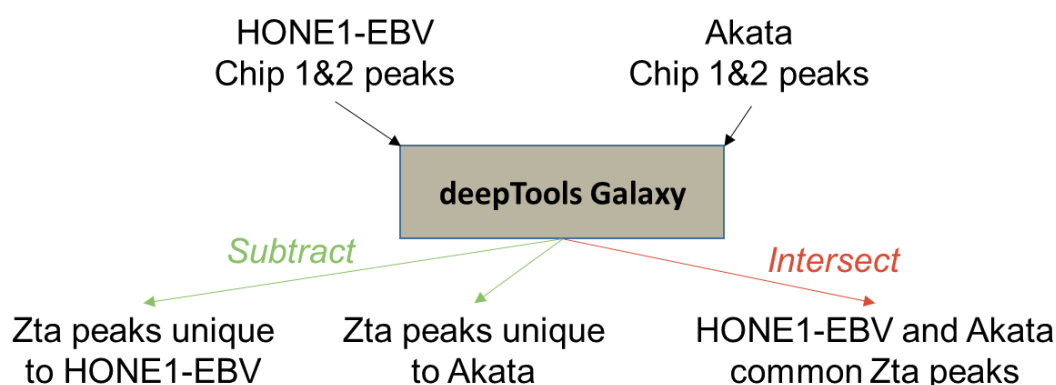 HONE1-EBV
Chip 1&2 peaks
Akata
Chip 1&2 peaks
deepTools Galaxy
Subtract
Intersect
Zta peaks unique
to HONE1-EBV
Zta peaks unique
to Akata
HONE1-EBV and Akata
common Zta peaks